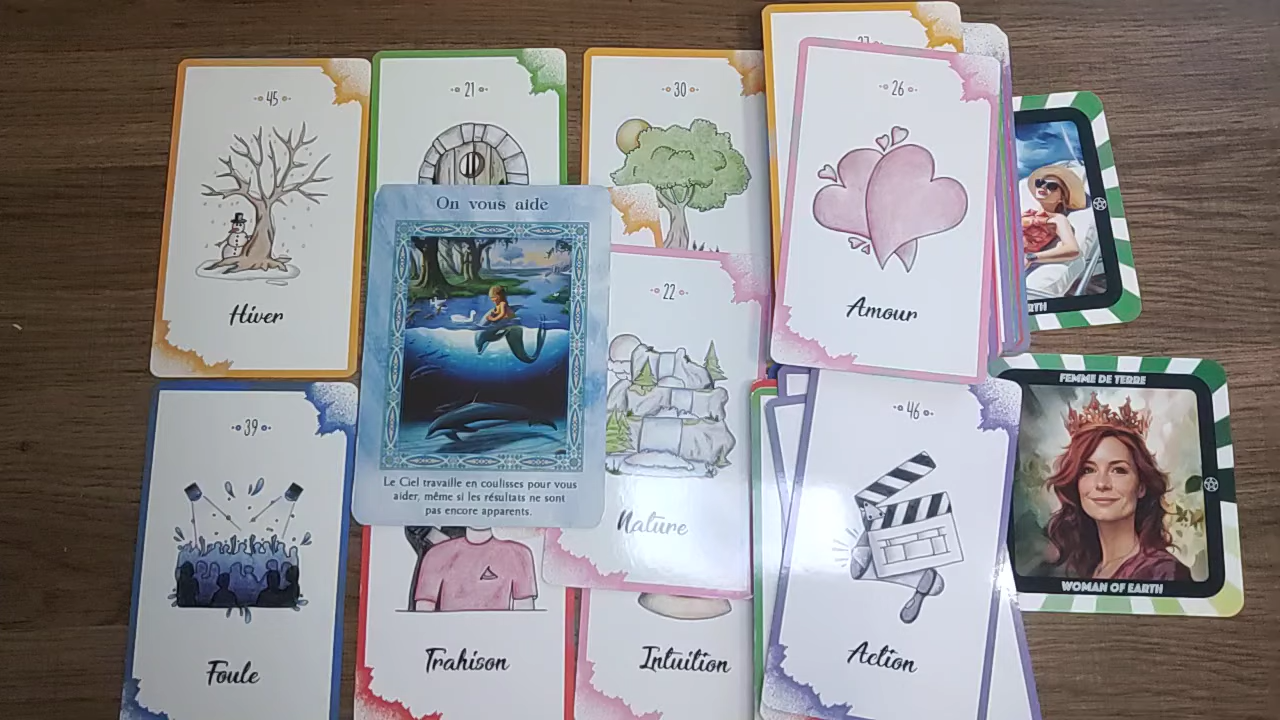 45
Hiver
21
30
27
26
Amour
On vous aide
Le Ciel travaille en coulisses pour vous
aider, même si les résultats ne sont
pas encore apparents.
22
Nature
RTH
39
Foule
Trahison
Intuition
46
Action
FEMME DE TERRE
WOMAN OF EARTH